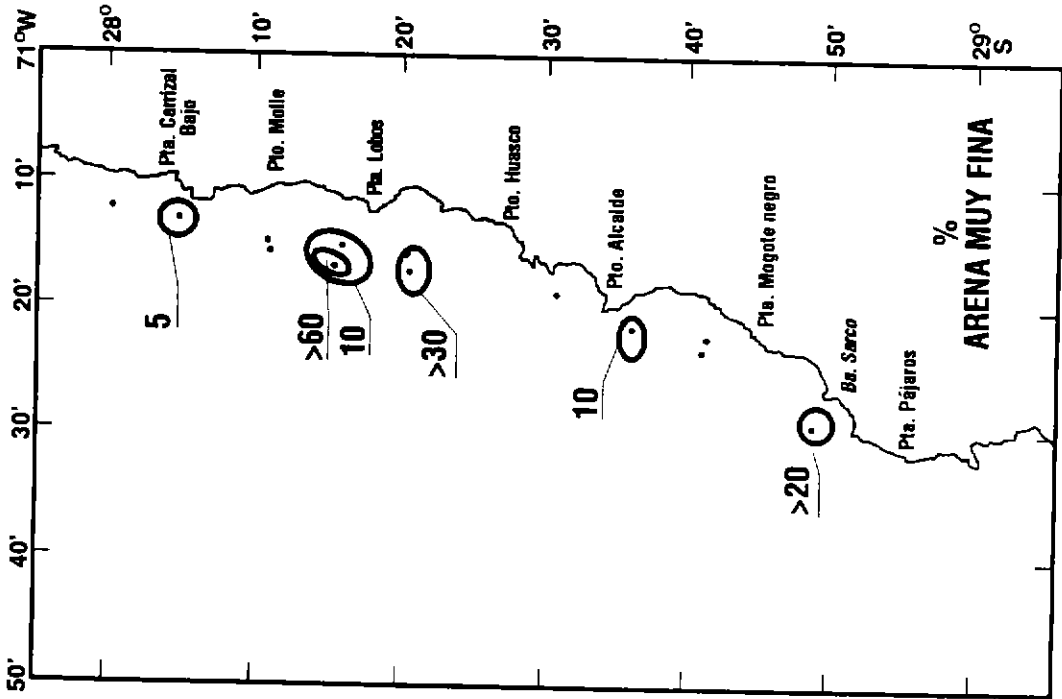 50'
40'
30'
20'
10'
71°W
28°
10'
20'
30'
40'
50'
29°
S
Pta. Carrizal
Bajo
Pto. Molle
Pta. Lobos
Pto. Huasco
Pto. Alcalde
Pta. Mogote negro
Ba. Sarco
Pta. Pájaros
5
>60
10
>30
10
>20
%
ARENA MUY FINA